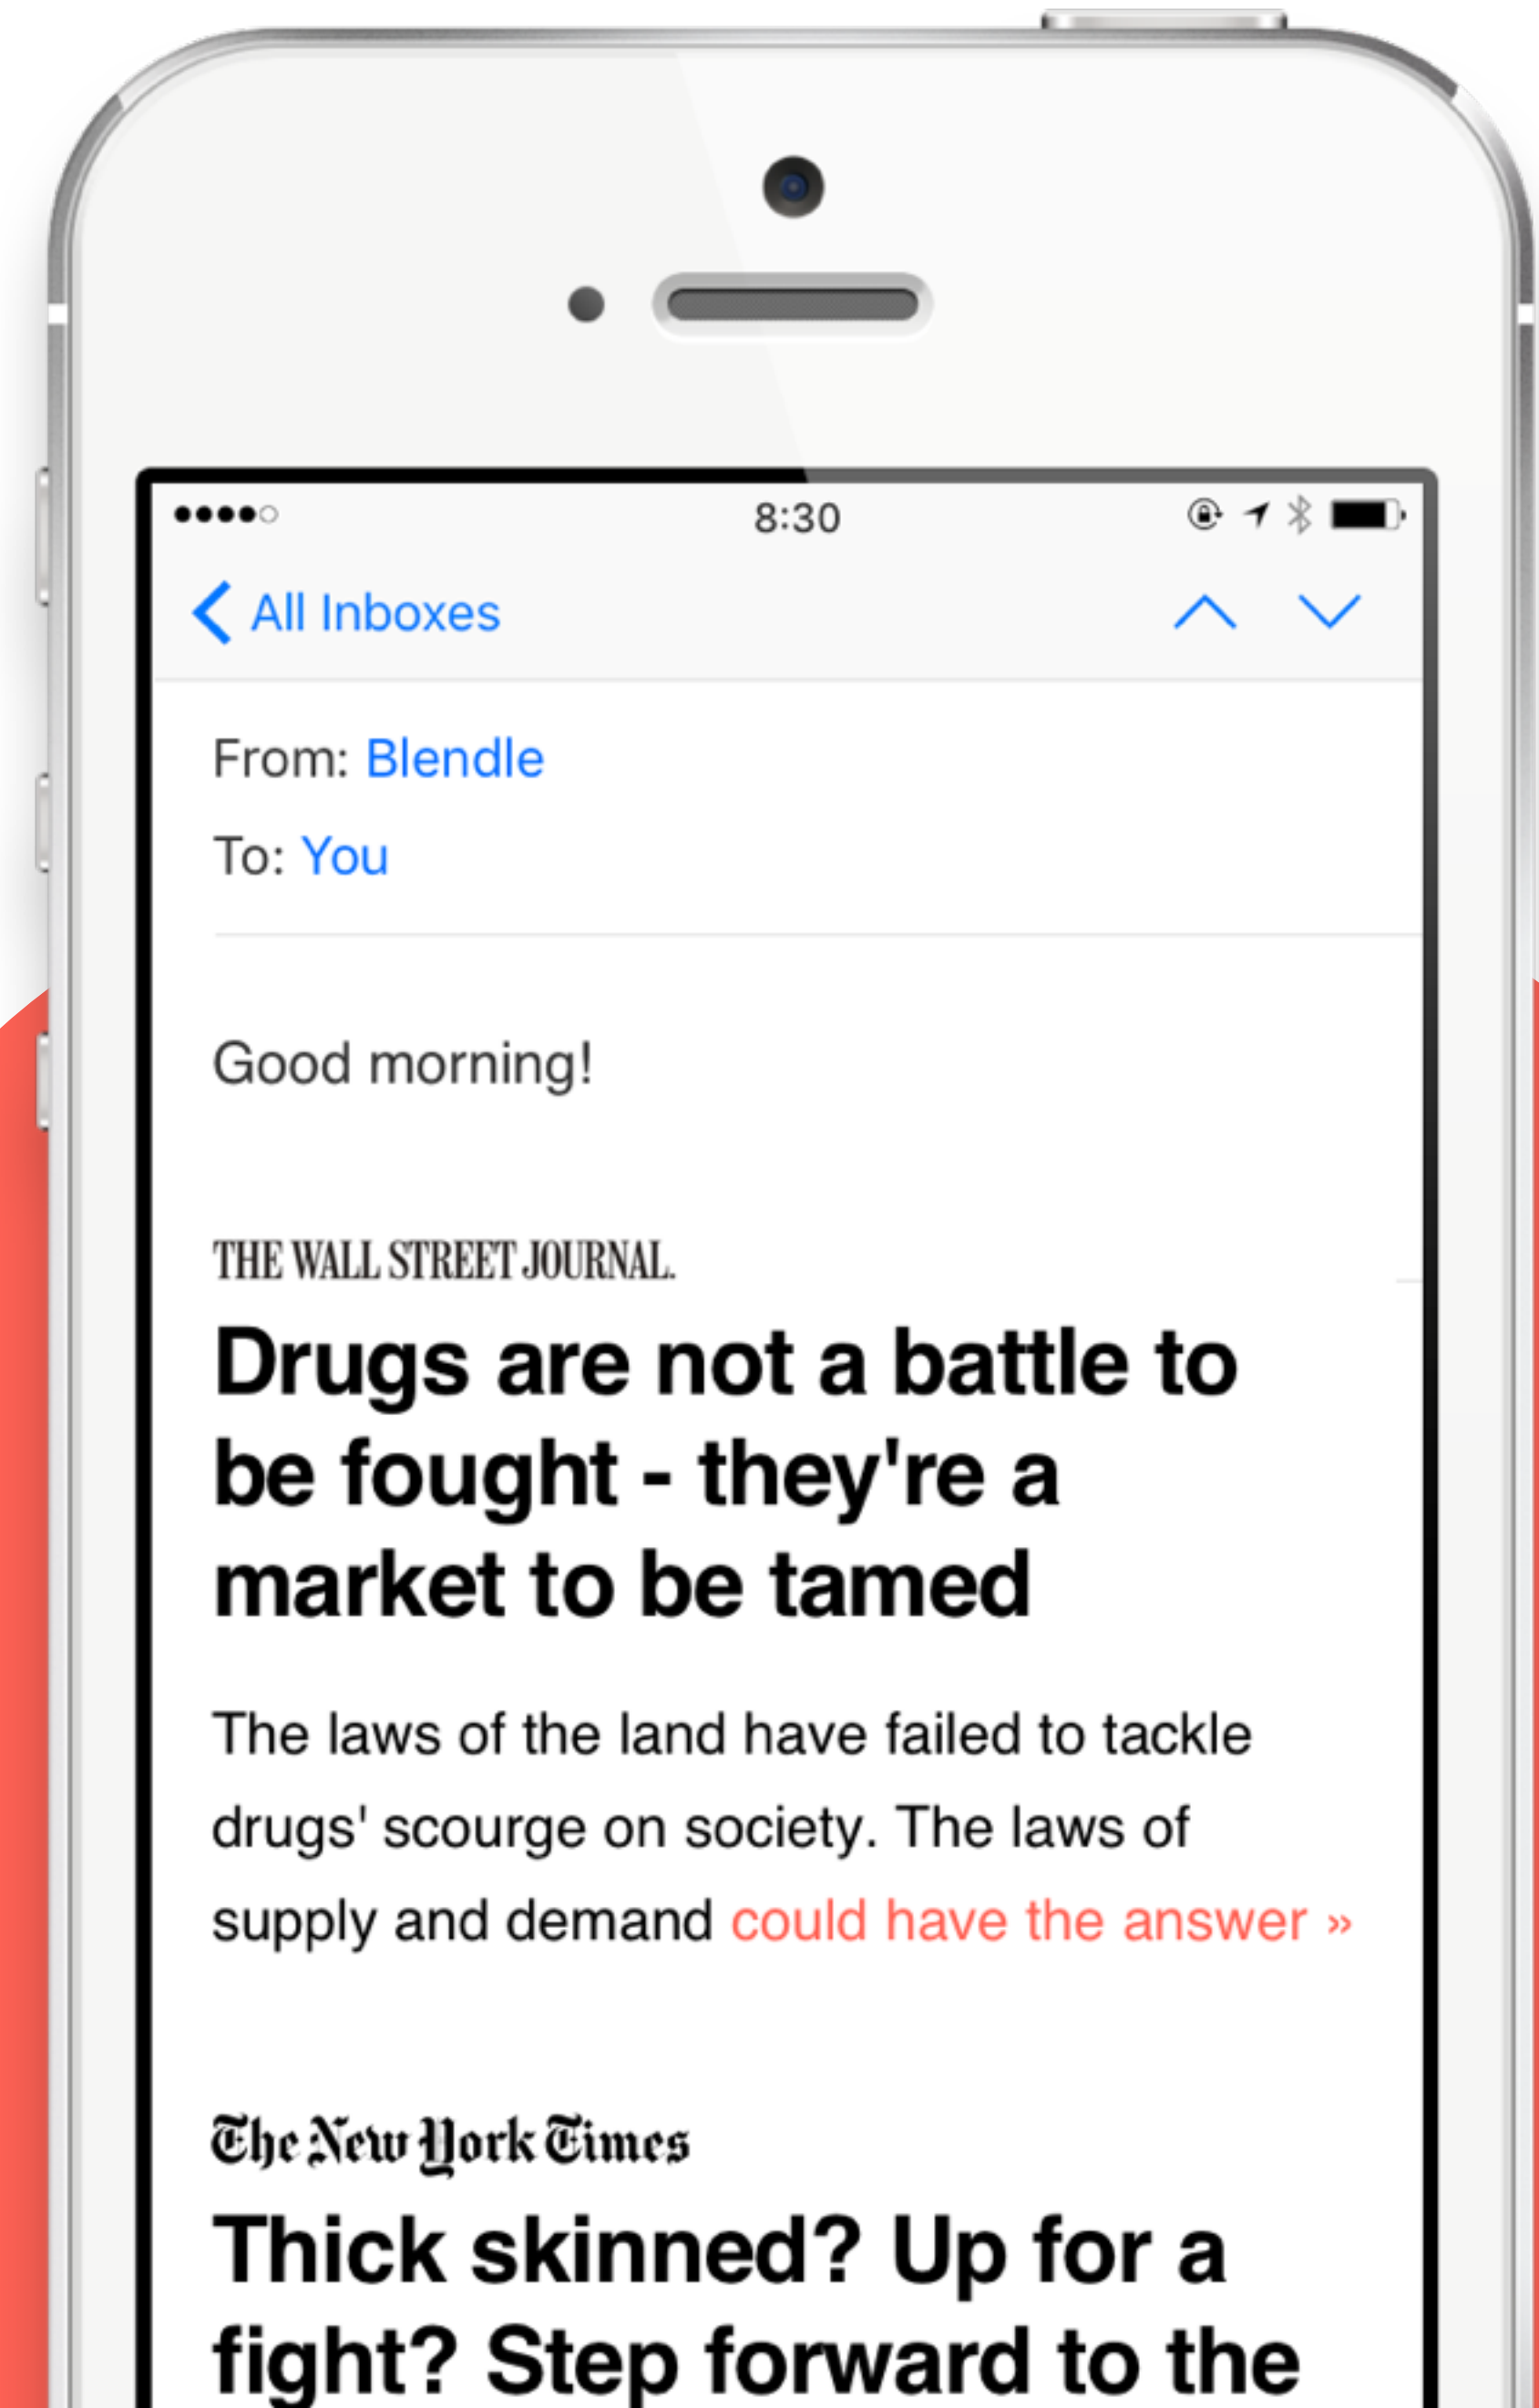 8:30
All Inboxes
From: Blendle
To: You
Good morning!
THE WALL STREET JOURNAL.
Drugs are not a battle to
be fought - they're a
market to be tamed
The laws of the land have failed to tackle
drugs' scourge on society. The laws of
supply and demand could have the answer »
The New York Times
Thick skinned? Up for a
fight? Step forward to the